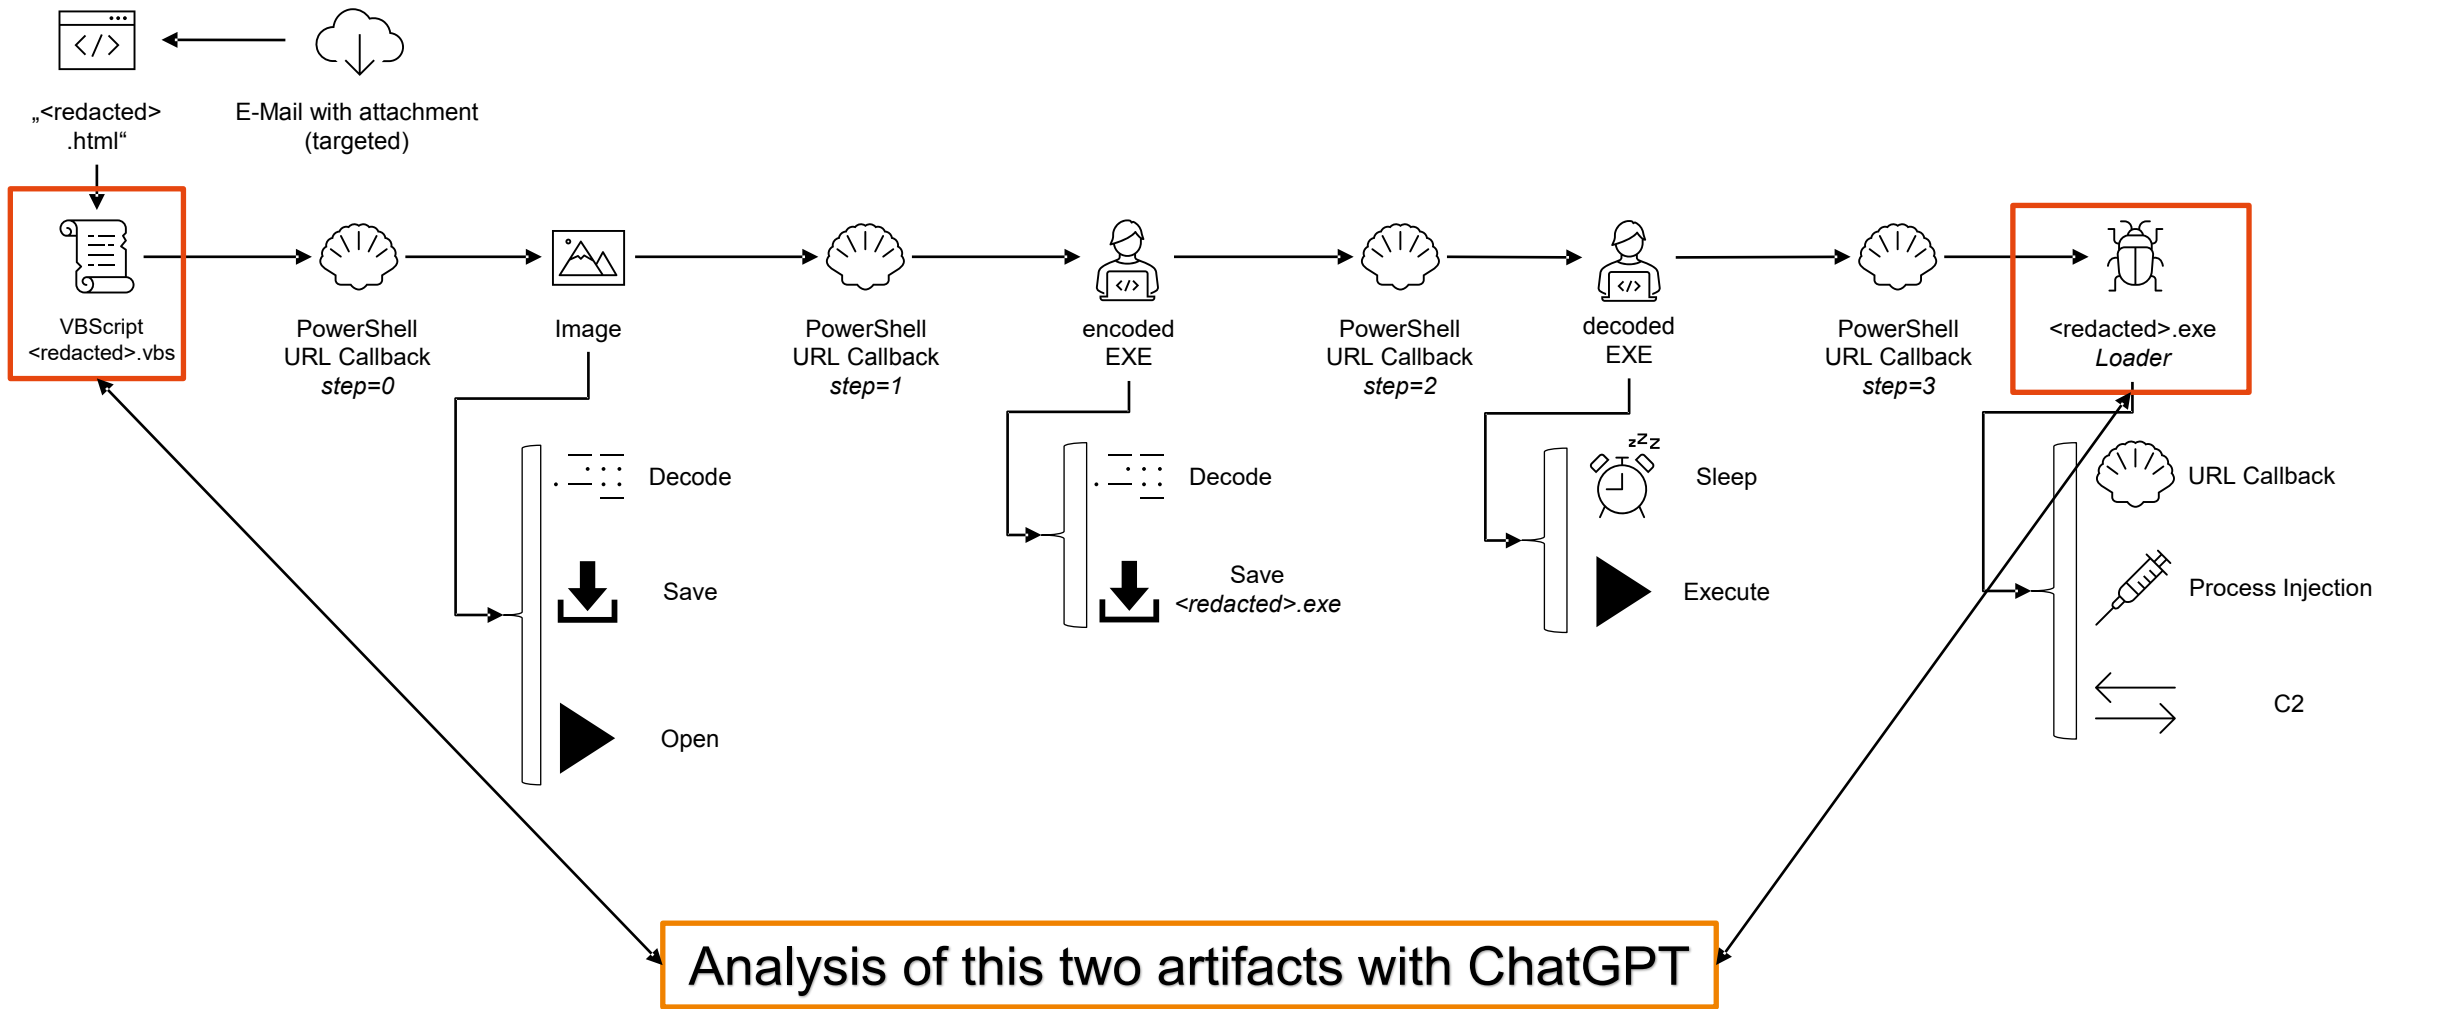 „<redacted>
.html“
E-Mail with attachment
(targeted)
VBScript
<redacted>.vbs
PowerShell
URL Callback
step=0
Image
PowerShell
URL Callback
step=1
encoded
EXE
PowerShell
URL Callback
step=2
decoded
EXE
PowerShell
URL Callback
step=3
<redacted>.exe
Loader
Decode
Save
Open
Decode
Save
<redacted>.exe
zZZ
Sleep
Execute
URL Callback
Process Injection
C2
Analysis of this two artifacts with ChatGPT